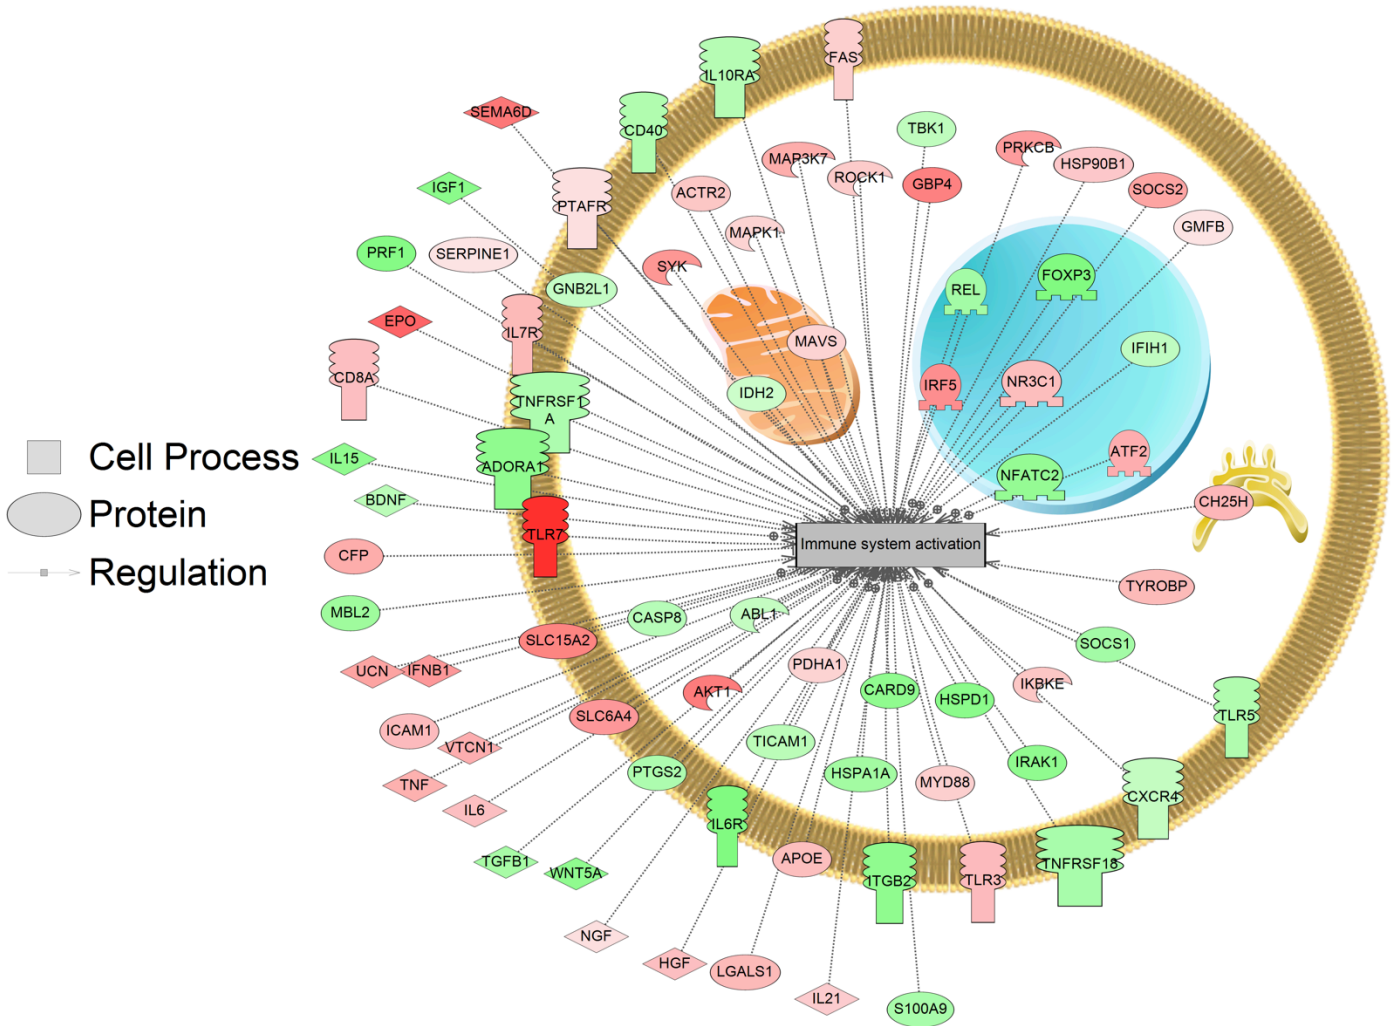 FAS
IL10RA
SEMA6D
CD40
TBK1
PRKCB
HSP90B1
MAP3K7
ROCK1
GBP4
SOCS2
IGF1
PTAFR
ACTR2
MAPK1
GMFB
PRF1
SERPINE1
SYK
GNB2L1
REL
FOXP3
EPO
IL7R
MAVS
IFIH1
CD8A
TNFRSF1
A
IDH2
IRF5
NR3C1
Cell Process
IL15
ADORA1
NFATC2
ATF2
BDNF
CH25H
Protein
TLR7
CFP
Immune system activation
Regulation
TYROBP
MBL2
CASP8
ABL1
SLC15A2
SOCS1
UCN
IFNB1
PDHA1
IKBKE
AKT1
CARD9
HSPD1
ICAM1
VTCN1
SLC6A4
TLR5
TICAM1
TNF
PTGS2
HSPA1A
MYD88
IRAK1
IL6
IL6R
CXCR4
TGFB1
WNT5A
APOE
ITGB2
TLR3
TNFRSF18
NGF
HGF
LGALS1
IL21
S100A9